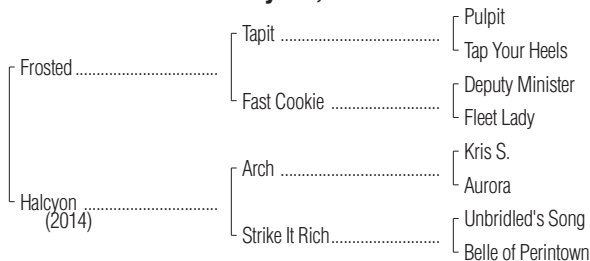 Pulpit
Tapit
Tap Your Heels
Frosted
Deputy Minister
Fast Cookie
Fleet Lady
Kris S.
Arch
Aurora
Halcyon
(2014)
Unbridled's Song
Strike It Rich
Belle of Perintown